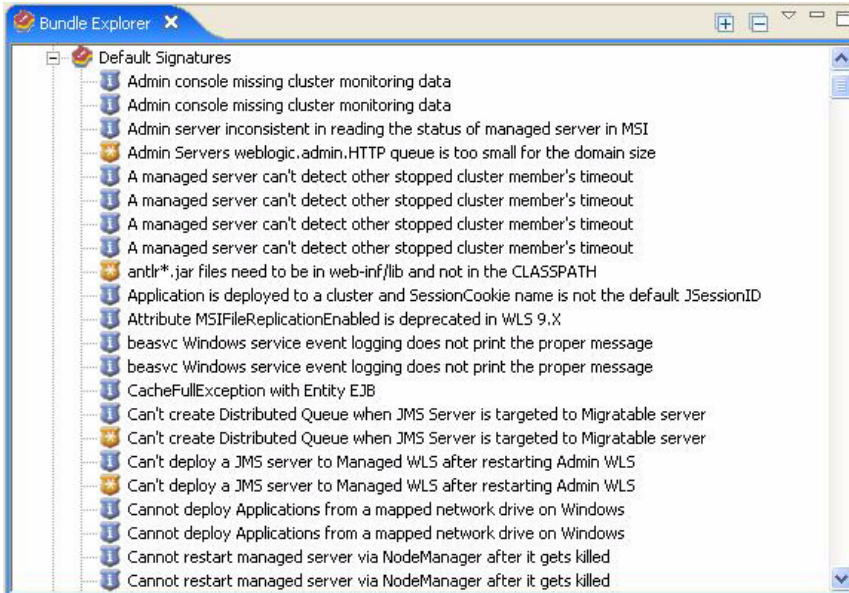 Bundle Explorer
Default Signatures
Admin console missing cluster monitoring data
Admin console missing cluster monitoring data
Admin server inconsistent in reading the status of managed server in MSI
Admin Servers weblogic.admin.HTTP queue is too small for the domain size
A managed server can't detect other stopped cluster member's timeout
A managed server can't detect other stopped cluster member's timeout
A managed server can't detect other stopped cluster member's timeout
A managed server can't detect other stopped cluster member's timeout
antlr*.jar files need to be in web-inf/lib and not in the CLASSPATH
Application is deployed to a cluster and SessionCookie name is not the default JSessionID
Attribute MSIFileReplicationEnabled is deprecated in WLS 9.X
beasvc Windows service event logging does not print the proper message
beasvc Windows service event logging does not print the proper message
CacheFullException with Entity EJB
Can't create Distributed Queue when JMS Server is targeted to Migratable server
Can't create Distributed Queue when JMS Server is targeted to Migratable server
Can't deploy a JMS server to Managed WLS after restarting Admin WLS
Can't deploy a JMS server to Managed WLS after restarting Admin WLS
Cannot deploy Applications from a mapped network drive on Windows
Cannot deploy Applications from a mapped network drive on Windows
Cannot restart managed server via NodeManager after it gets killed
Cannot restart managed server via NodeManager after it gets killed